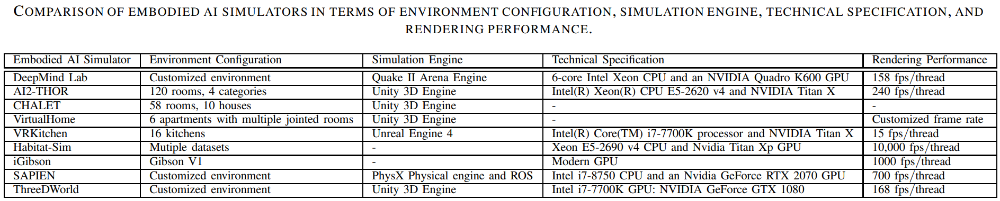 COMPARISON OF EMBODIED AI SIMULATORS IN TERMS OF ENVIRONMENT CONFIGURATION, SIMULATION ENGINE, TECHNICAL SPECIFICATION, AND
RENDERING PERFORMANCE.
Embodied AI Simulator Environment Configuration Simulation Engine Technical Specification Rendering Performance
DeepMind Lab Customized environment Quake II Arena Engine 6-core Intel Xeon CPU and an NVIDIA Quadro K600 GPU 158 fps/thread
AI2-THOR 120 rooms, 4 categories Unity 3D Engine Intel(R) Xeon(R) CPU E5-2620 v4 and NVIDIA Titan X 240 fps/thread
CHALET 58 rooms, 10 houses Unity 3D Engine - -
VirtualHome 6 apartments with multiple jointed rooms Unity 3D Engine - Customized frame rate
VRKitchen 16 kitchens Unreal Engine 4 Intel(R) Core(TM) i7-7700K processor and NVIDIA Titan X 15 fps/thread
Habitat-Sim Mutiple datasets - Xeon E5-2690 v4 CPU and Nvidia Titan Xp GPU 10,000 fps/thread
iGibson Gibson V1 - Modern GPU 1000 fps/thread
SAPIEN Customized environment PhysX Physical engine and ROS Intel i7-8750 CPU and an Nvidia GeForce RTX 2070 GPU 700 fps/thread
ThreeDWorld Customized environment Unity 3D Engine Intel i7-7700K GPU: NVIDIA GeForce GTX 1080 168 fps/thread